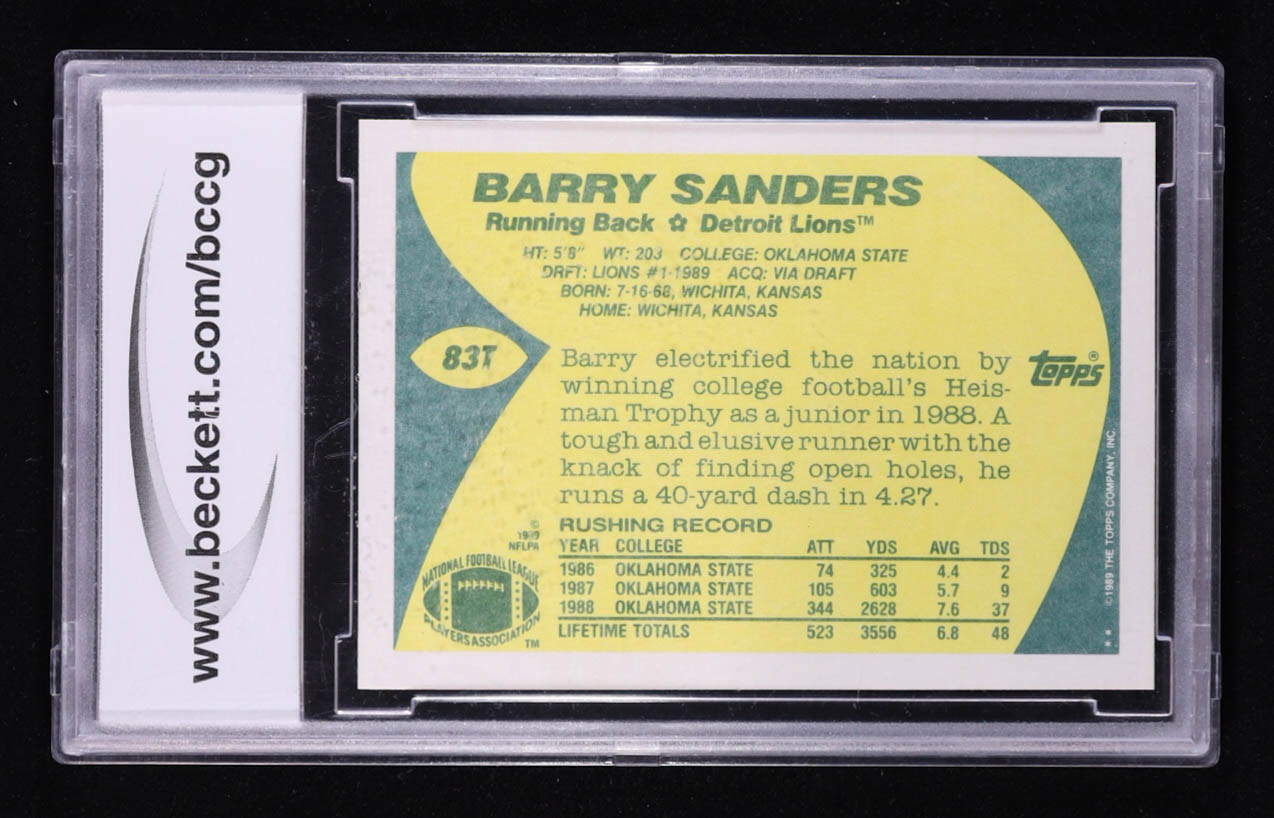 www.beckett.com/bccg
BARRY SANDERS
Running Back ✿ Detroit Lions™
HT: 5'8" WT: 203 COLLEGE: OKLAHOMA STATE
DRFT: LIONS #1-1989 ACQ: VIA DRAFT
BORN: 7-16-68, WICHITA, KANSAS
HOME: WICHITA, KANSAS
83T
Barry electrified the nation by
winning college football's Heis-
man Trophy as a junior in 1988. A
tough and elusive runner with the
knack of finding open holes, he
runs a 40-yard dash in 4.27.
topps®
RUSHING RECORD
YEAR COLLEGE ATT YDS AVG TDS
1986 OKLAHOMA STATE 74 325 4.4 2
1987 OKLAHOMA STATE 105 603 5.7 9
1988 OKLAHOMA STATE 344 2628 7.6 37
LIFETIME TOTALS 523 3556 6.8 48
©
1989
NFLPA
NATIONAL FOOTBALL LEAGUE
PLAYERS ASSOCIATION
TM
©1989 THE TOPPS COMPANY, INC.
* *